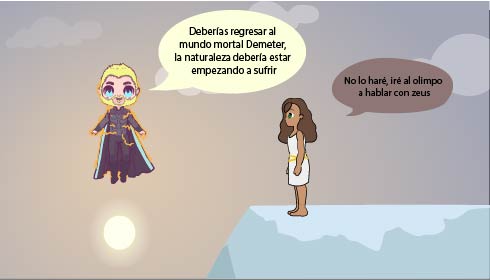 Deberías regresar al
mundo mortal Demeter,
la naturaleza debería estar
empezando a sufrir
No lo haré, iré al olimpo
a hablar con zeus